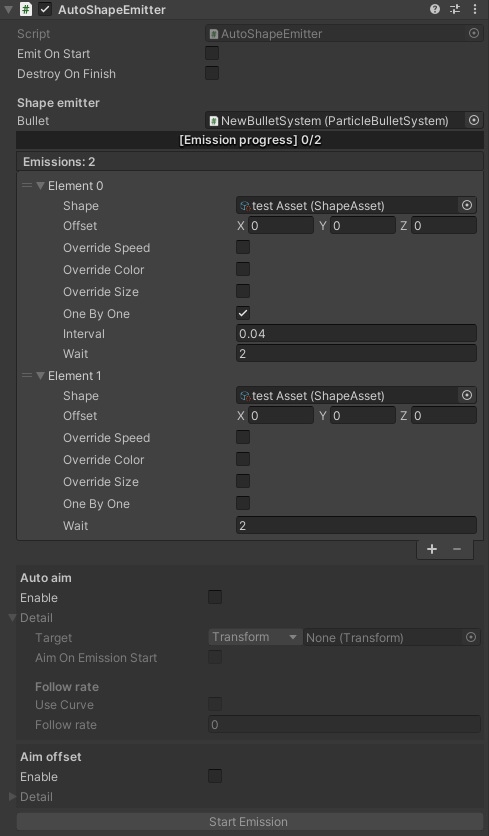 AutoShapeEmitter
Script AutoShapeEmitter
Emit On Start
Destroy On Finish
Shape emitter
Bullet NewBulletSystem (ParticleBulletSystem)
[Emission progress] 0/2
Emissions: 2
Element 0
Shape test Asset (ShapeAsset)
Offset X 0 Y 0 Z 0
Override Speed
Override Color
Override Size
One By One
Interval 0.04
Wait 2
Element 1
Shape test Asset (ShapeAsset)
Offset X 0 Y 0 Z 0
Override Speed
Override Color
Override Size
One By One
Wait 2
Auto aim
Enable
Detail
Target Transform None (Transform)
Aim On Emission Start
Follow rate
Use Curve
Follow rate 0
Aim offset
Enable
Detail
Start Emission